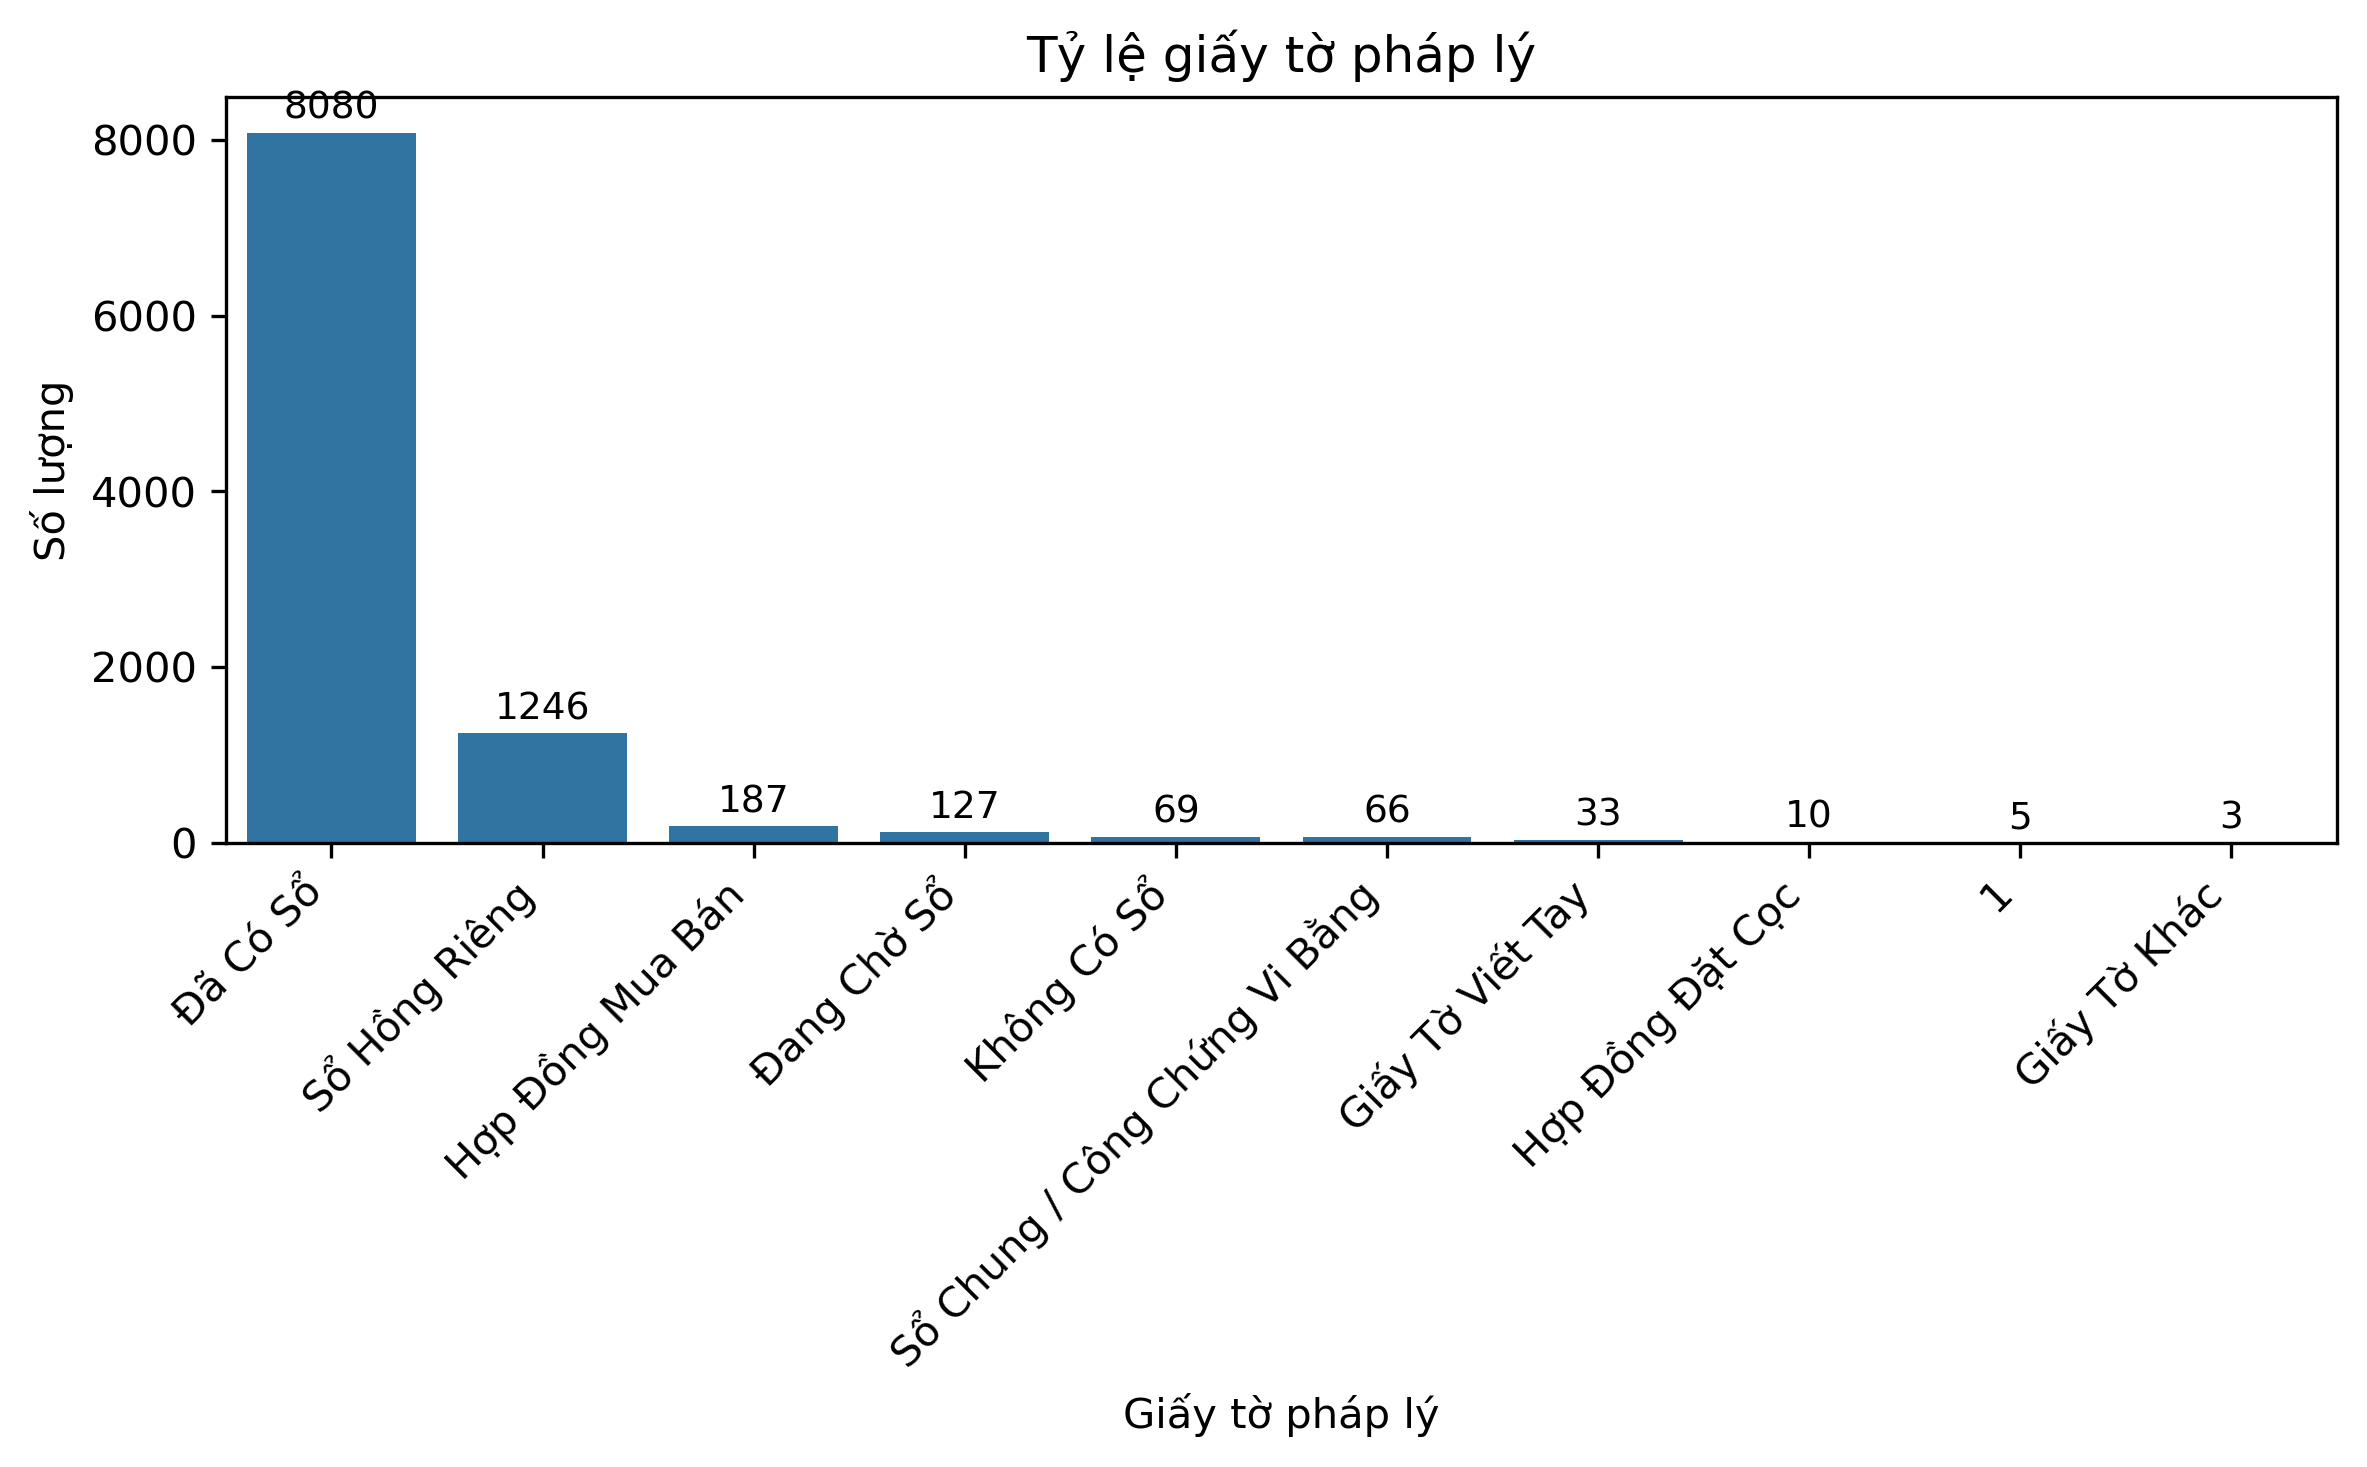 Tỷ lệ giấy tờ pháp lý
8080
8000
6000
4000
2000
0
Số lượng
1246
187
127
69
66
33
10
5
3
Đã Có Sổ
Sổ Hồng Riêng
Hợp Đồng Mua Bán
Đang Chờ Sổ
Không Có Sổ
Sổ Chung / Công Chứng Vi Bằng
Giấy Tờ Viết Tay
Hợp Đồng Đặt Cọc
1
Giấy Tờ Khác
Giấy tờ pháp lý